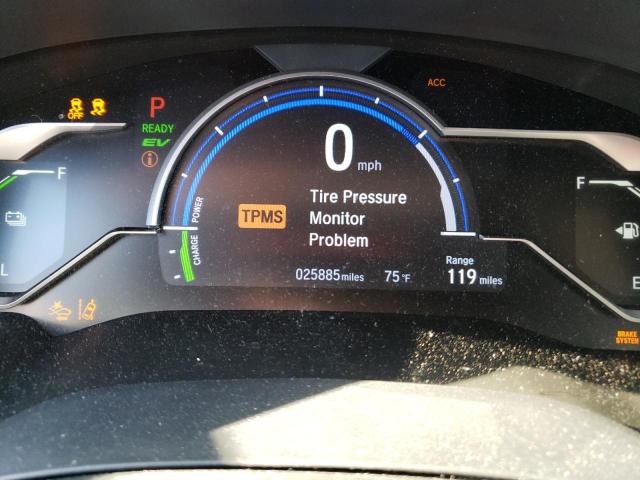 ACC
OFF
P
READY
EV
F
F
0 mph
POWER
TPMS
Tire Pressure
Monitor
Problem
CHARGE
L
E
025885 miles 75°F
Range
119 miles
BRAKE
SYSTEM